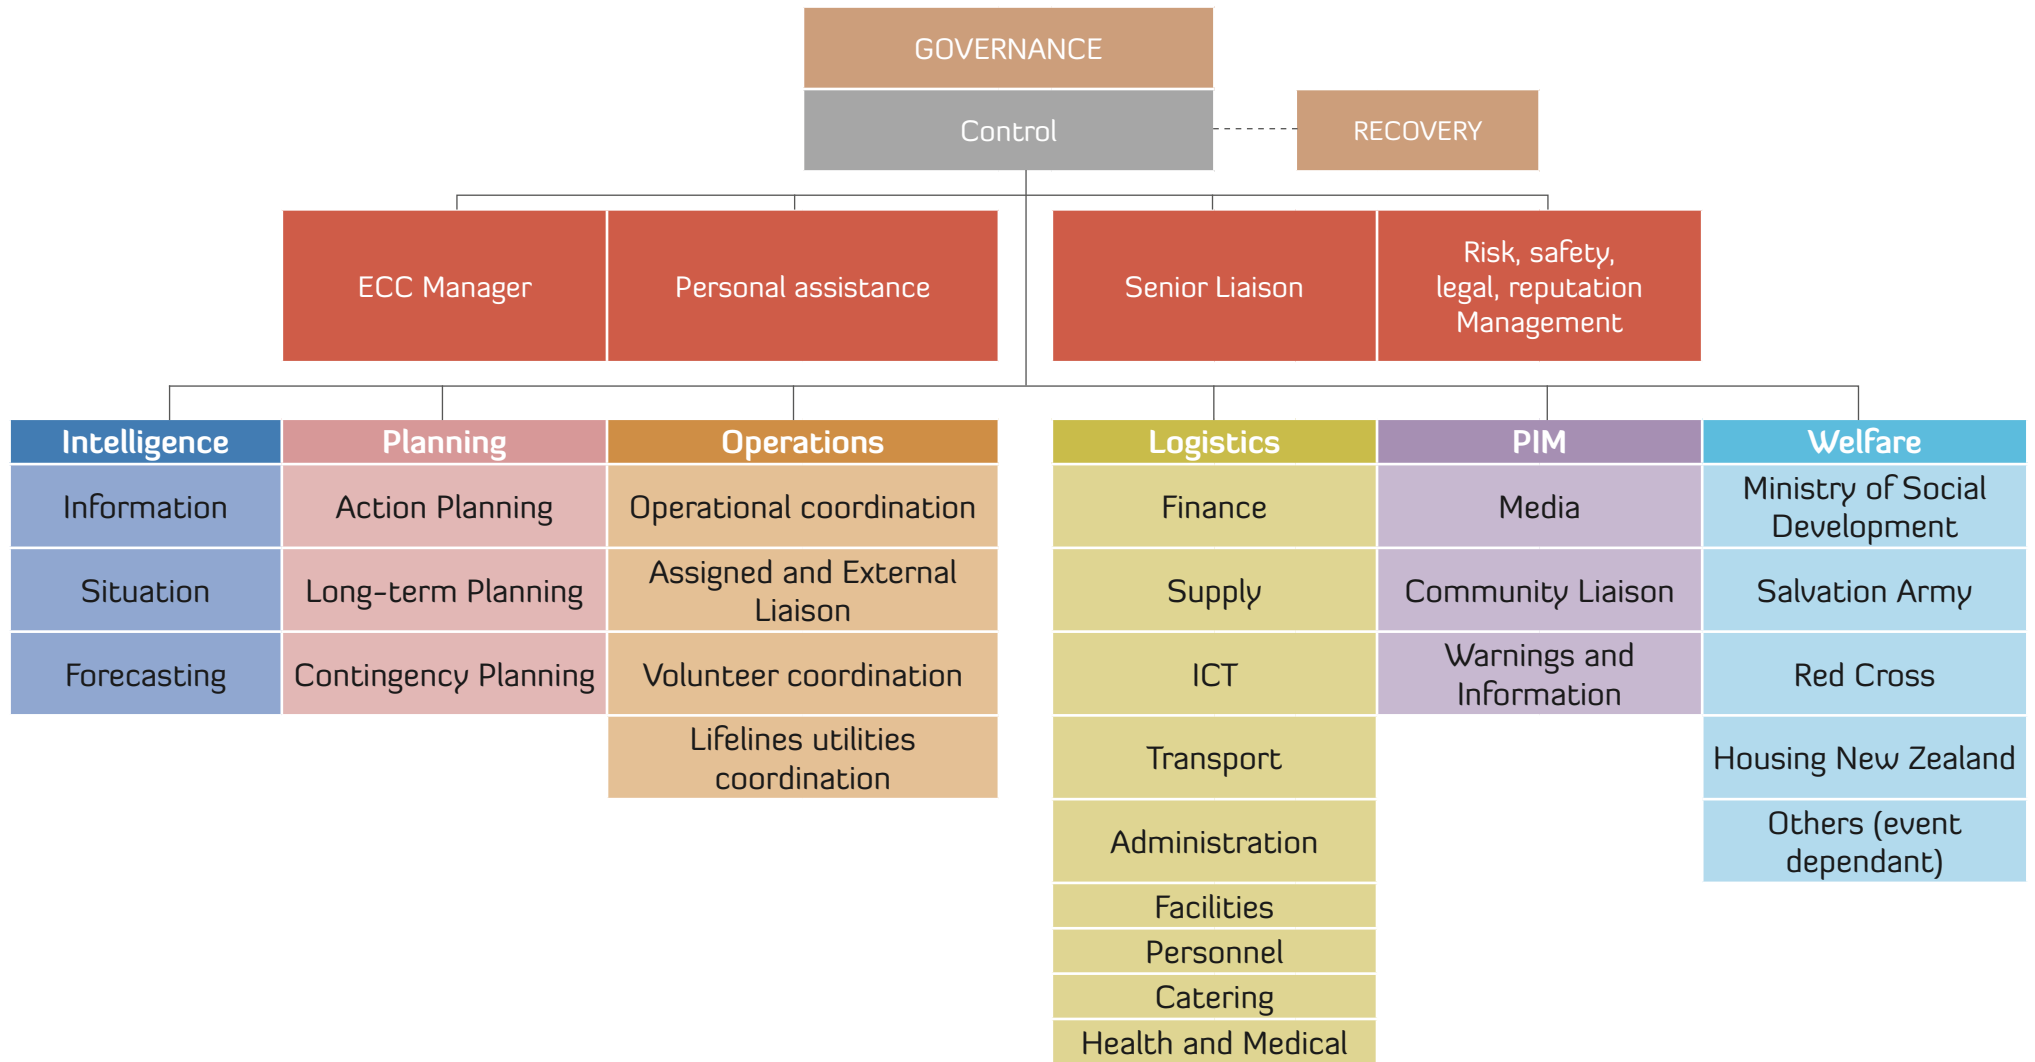 GOVERNANCE
Control
RECOVERY
ECC Manager
Personal assistance
Senior Liaison
Risk, safety,
legal, reputation
Management
Intelligence
Information
Situation
Forecasting
Planning
Action Planning
Long-term Planning
Contingency Planning
Operations
Operational coordination
Assigned and External
Liaison
Volunteer coordination
Lifelines utilities
coordination
Logistics
Finance
Supply
ICT
Transport
Administration
Facilities
Personnel
Catering
Health and Medical
PIM
Media
Community Liaison
Warnings and
Information
Welfare
Ministry of Social
Development
Salvation Army
Red Cross
Housing New Zealand
Others (event
dependant)